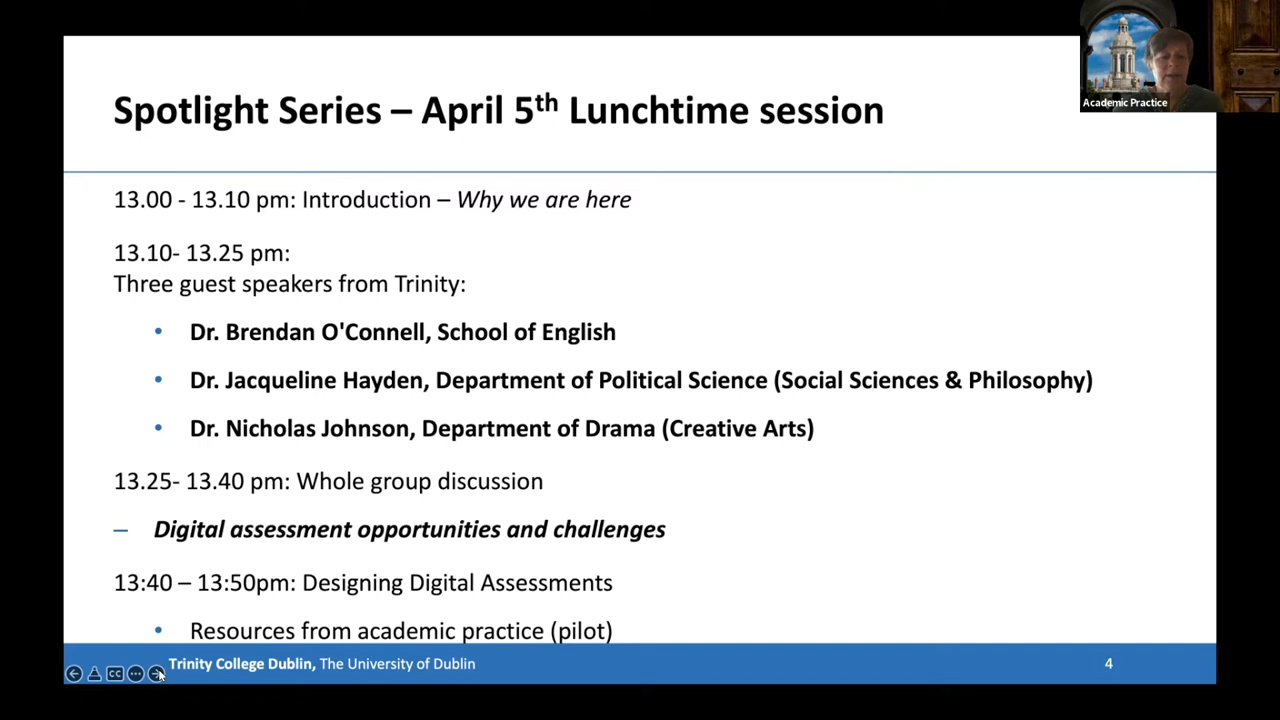 Academic Practice
Spotlight Series – April 5th Lunchtime session
13.00 - 13.10 pm: Introduction – Why we are here
13.10- 13.25 pm:
Three guest speakers from Trinity:
• Dr. Brendan O'Connell, School of English
• Dr. Jacqueline Hayden, Department of Political Science (Social Sciences & Philosophy)
• Dr. Nicholas Johnson, Department of Drama (Creative Arts)
13.25- 13.40 pm: Whole group discussion
– Digital assessment opportunities and challenges
13:40 – 13:50pm: Designing Digital Assessments
• Resources from academic practice (pilot)
CC
Trinity College Dublin, The University of Dublin
4